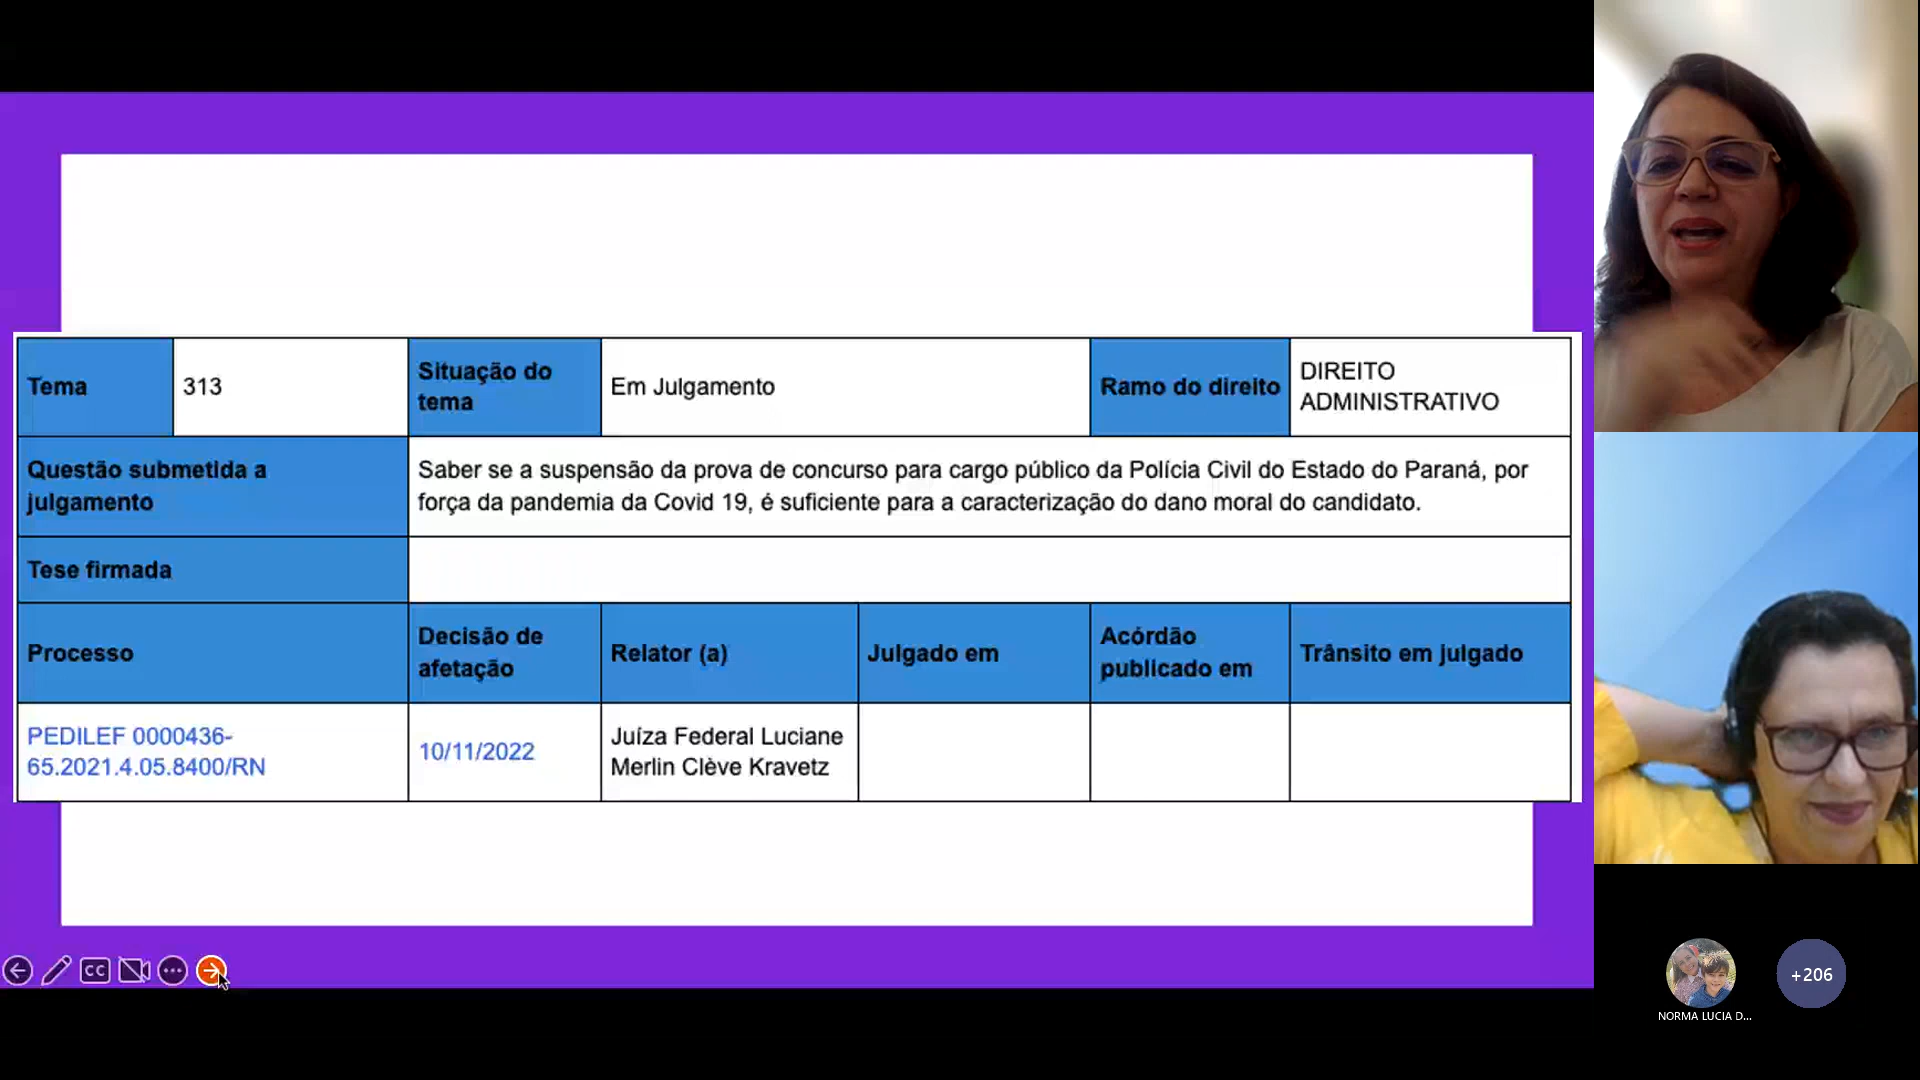 Tema
313
Situação do
tema
Em Julgamento
Ramo do direito
DIREITO
ADMINISTRATIVO
Questão submetida a
julgamento
Saber se a suspensão da prova de concurso para cargo público da Polícia Civil do Estado do Paraná, por
força da pandemia da Covid 19, é suficiente para a caracterização do dano moral do candidato.
Tese firmada
Processo
Decisão de
afetação
Relator (a)
Julgado em
Acórdão
publicado em
Trânsito em julgado
PEDILEF 0000436-
65.2021.4.05.8400/RN
10/11/2022
Juíza Federal Luciane
Merlin Clève Kravetz
CC
+206
NORMA LUCIA D...